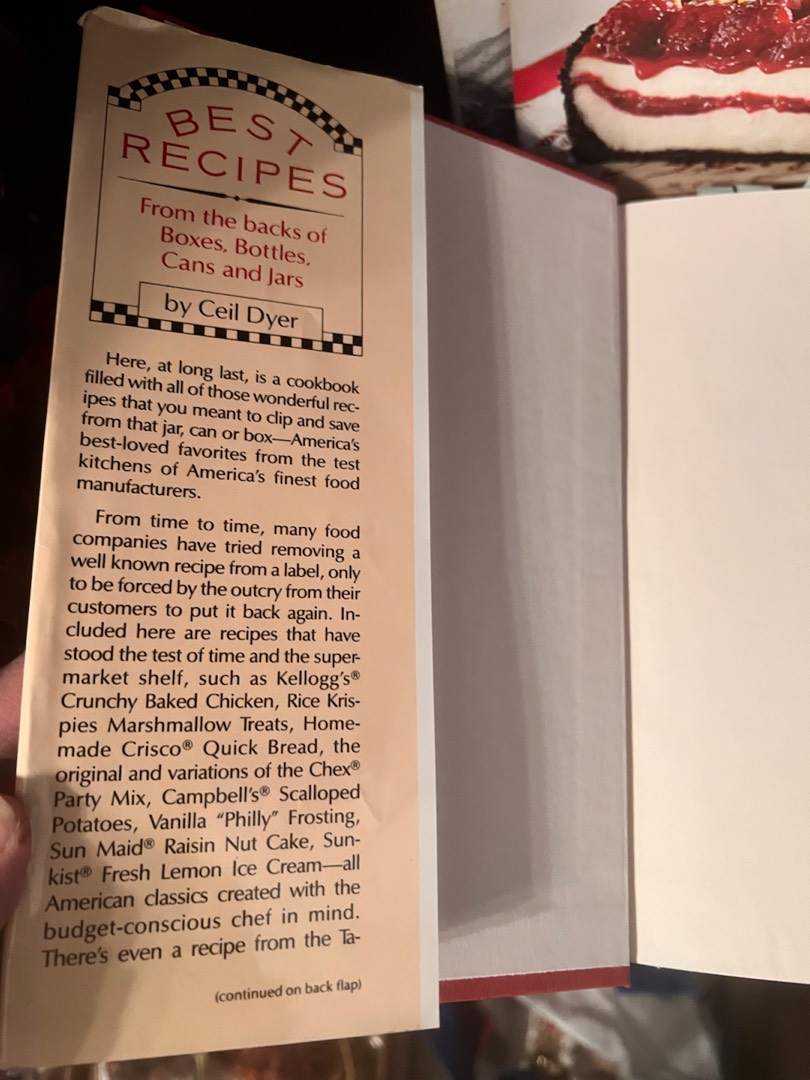 BEST
RECIPES
From the backs of
Boxes, Bottles,
Cans and Jars
by Ceil Dyer
Here, at long last, is a cookbook
filled with all of those wonderful rec-
ipes that you meant to clip and save
from that jar, can or box—America's
best-loved favorites from the test
kitchens of America's finest food
manufacturers.
From time to time, many food
companies have tried removing a
well known recipe from a label, only
to be forced by the outcry from their
customers to put it back again. In-
cluded here are recipes that have
stood the test of time and the super-
market shelf, such as Kellogg's®
Crunchy Baked Chicken, Rice Kris-
pies Marshmallow Treats, Home-
made Crisco® Quick Bread, the
original and variations of the Chex®
Party Mix, Campbell's® Scalloped
Potatoes, Vanilla "Philly" Frosting,
Sun Maid® Raisin Nut Cake, Sun-
kist® Fresh Lemon Ice Cream—all
American classics created with the
budget-conscious chef in mind.
There's even a recipe from the Ta-
(continued on back flap)